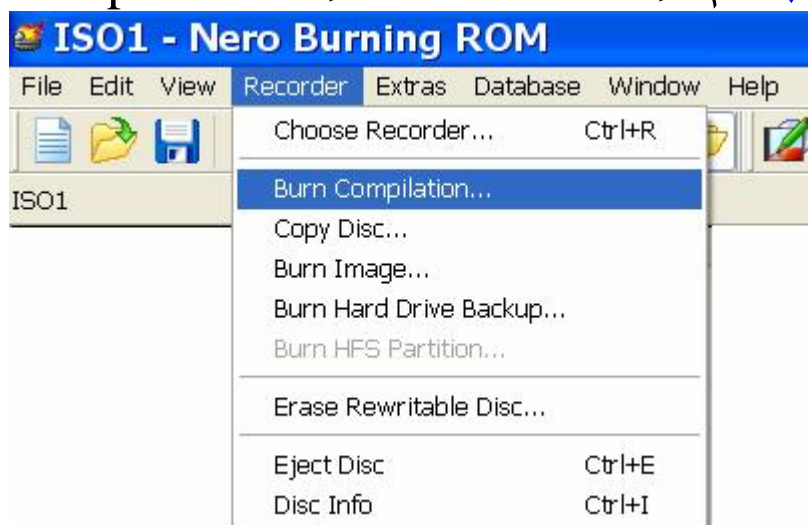 ISO1 - Nero Burning ROM
File Edit View Recorder Extras Database Window Help
Choose Recorder... Ctrl+R
ISO1
Burn Compilation...
Copy Disc...
Burn Image...
Burn Hard Drive Backup...
Burn HFS Partition...
Erase Rewritable Disc...
Eject Disc Ctrl+E
Disc Info Ctrl+I